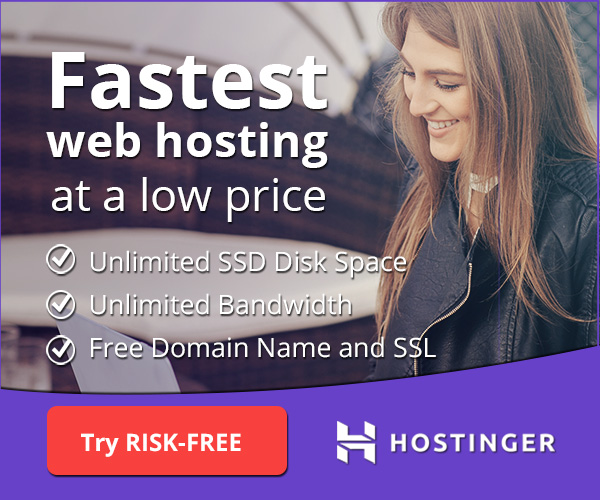 Fastest
web hosting
at a low price
Unlimited SSD Disk Space
Unlimited Bandwidth
Free Domain Name and SSL
Try RISK-FREE
HOSTINGER